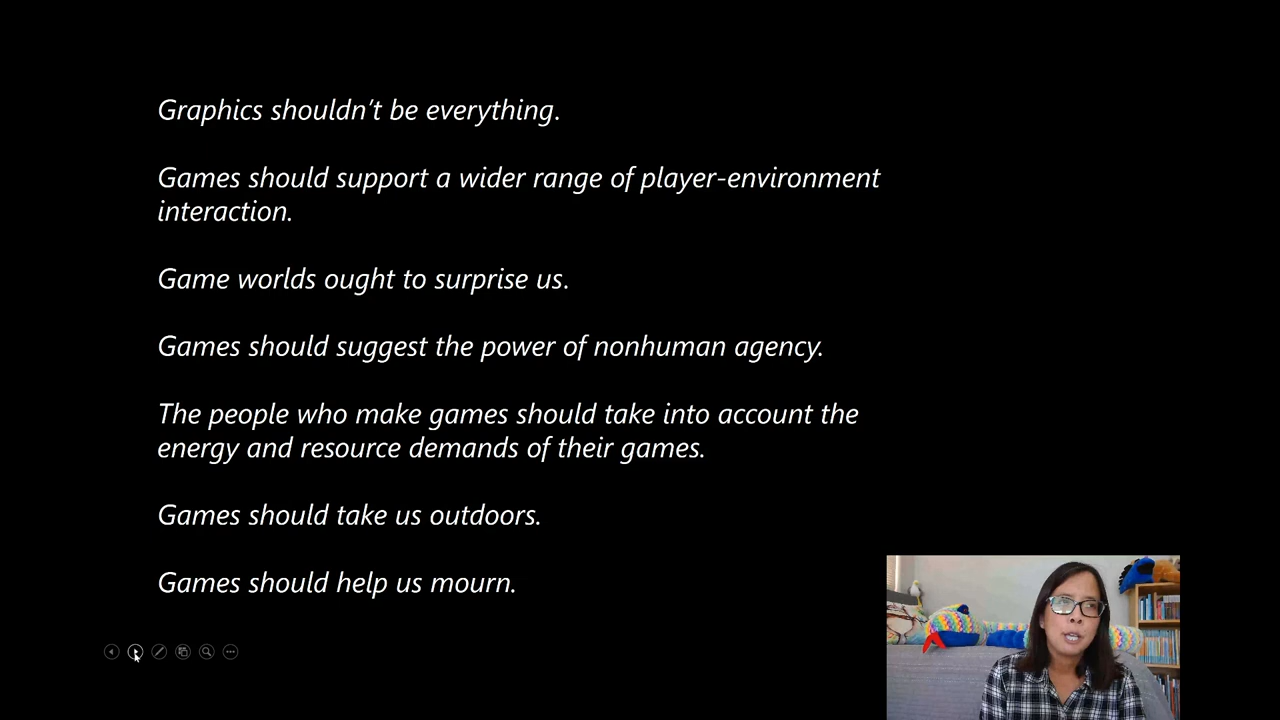 Graphics shouldn't be everything.
Games should support a wider range of player-environment
interaction.
Game worlds ought to surprise us.
Games should suggest the power of nonhuman agency.
The people who make games should take into account the
energy and resource demands of their games.
Games should take us outdoors.
Games should help us mourn.